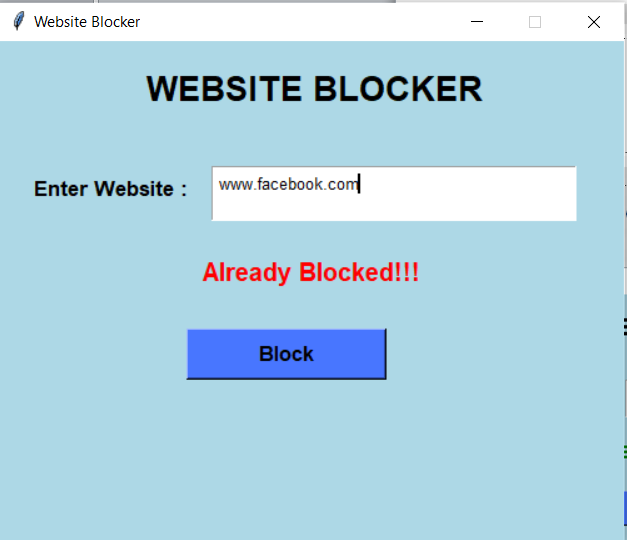 Website Blocker
WEBSITE BLOCKER
Enter Website : www.facebook.com
Already Blocked!!!
Block